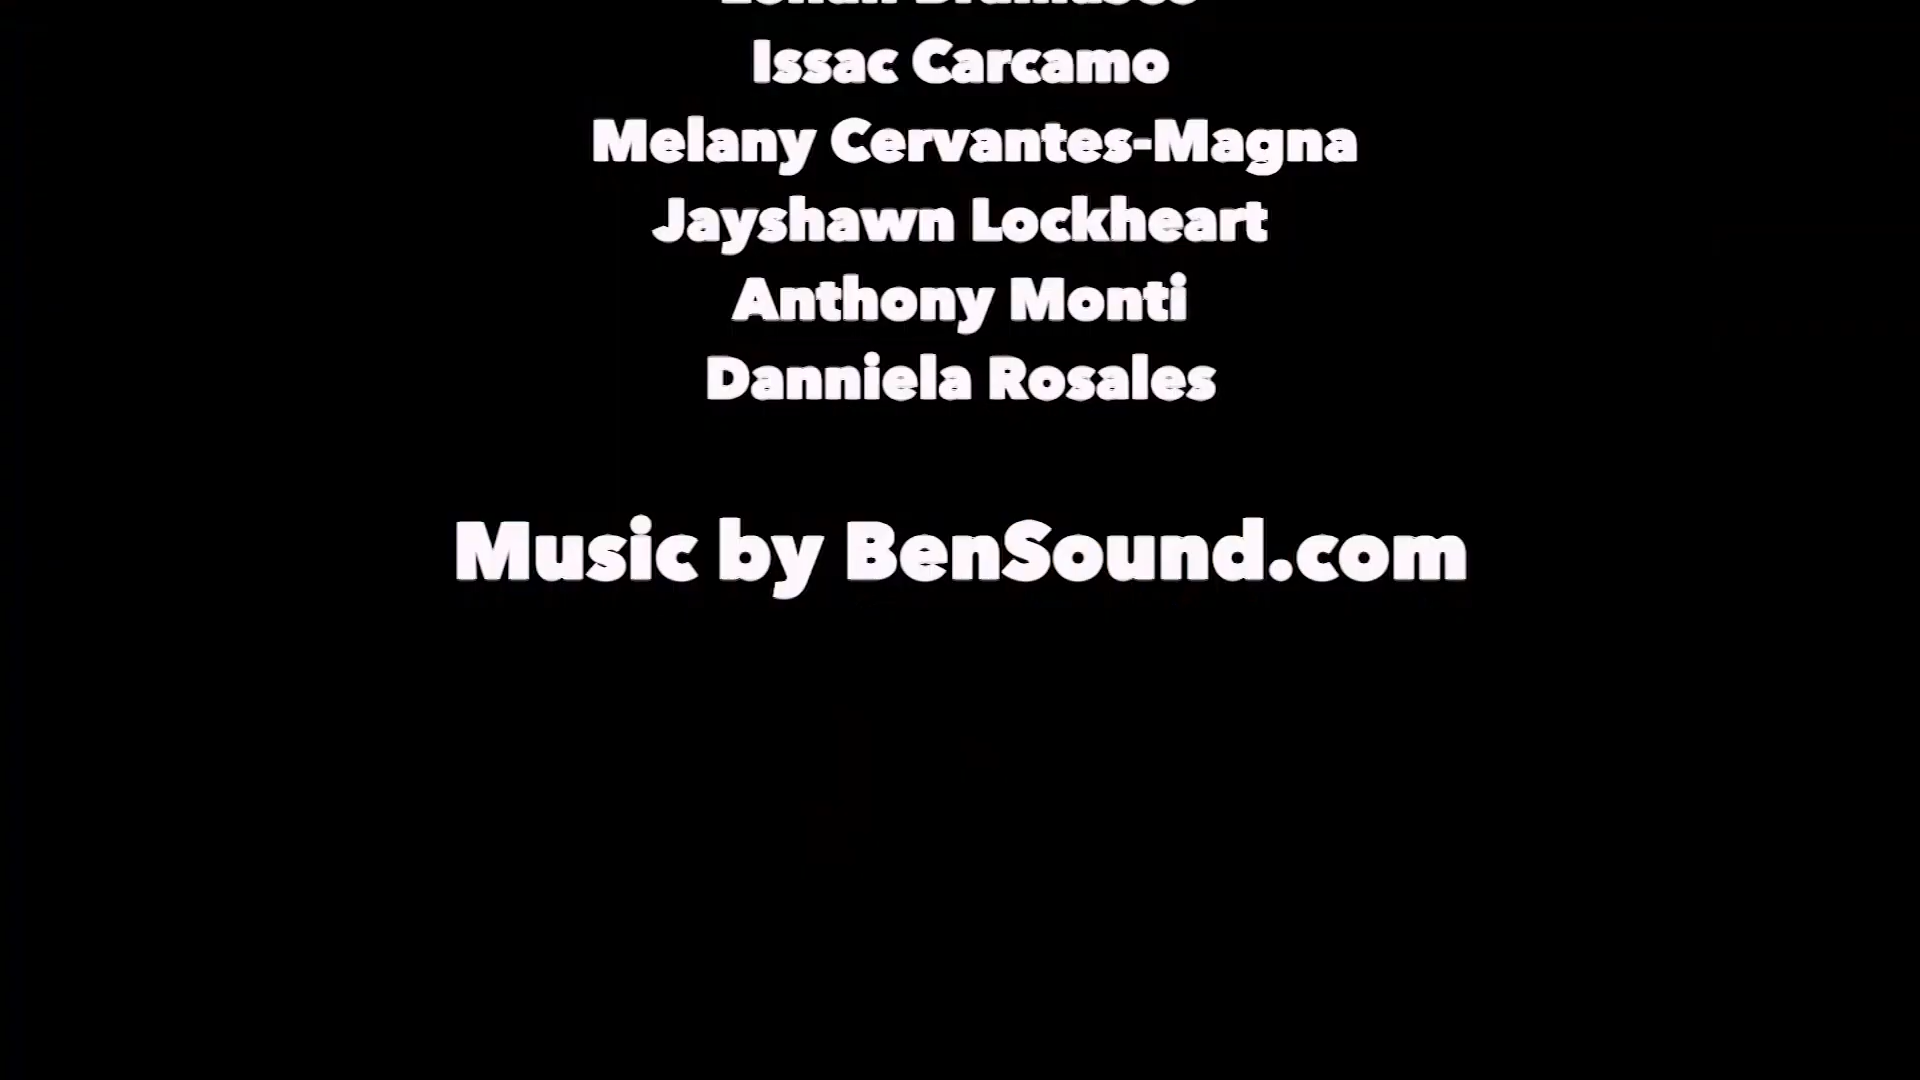 Issac Carcamo
Melany Cervantes-Magna
Jayshawn Lockheart
Anthony Monti
Danniela Rosales
Music by BenSound.com